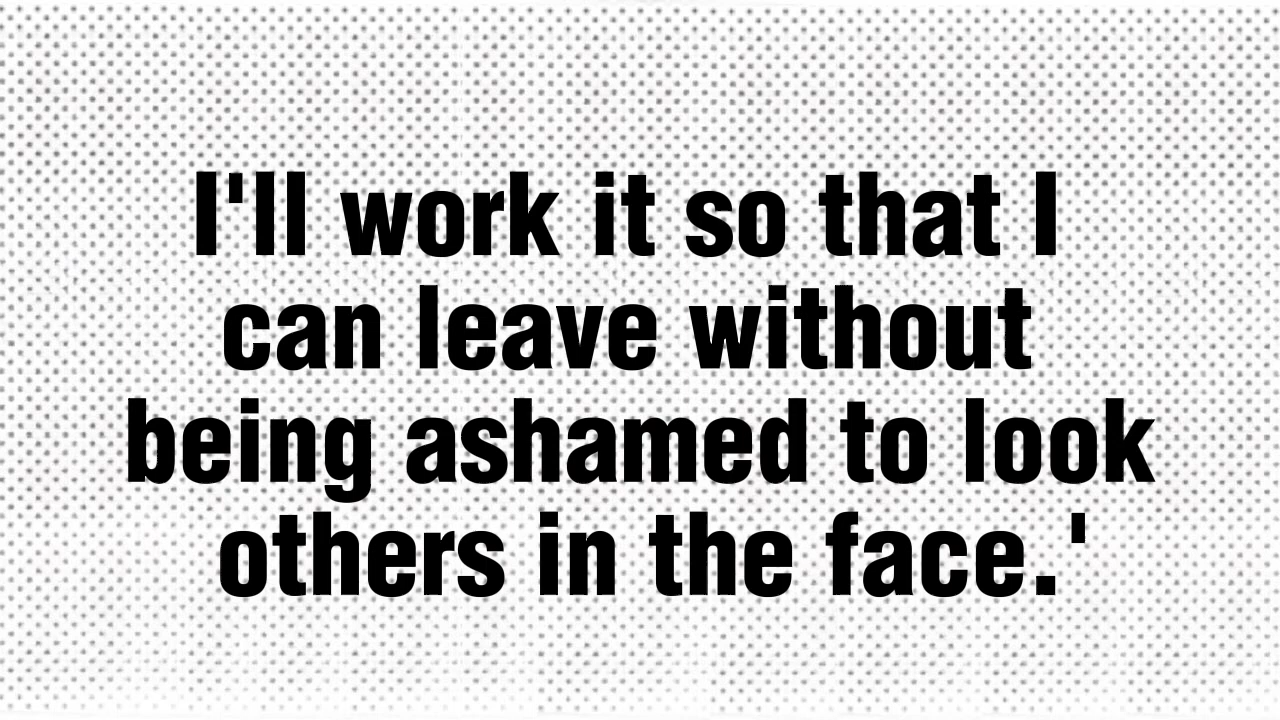 I'll work it so that I
can leave without
being ashamed to look
others in the face.'